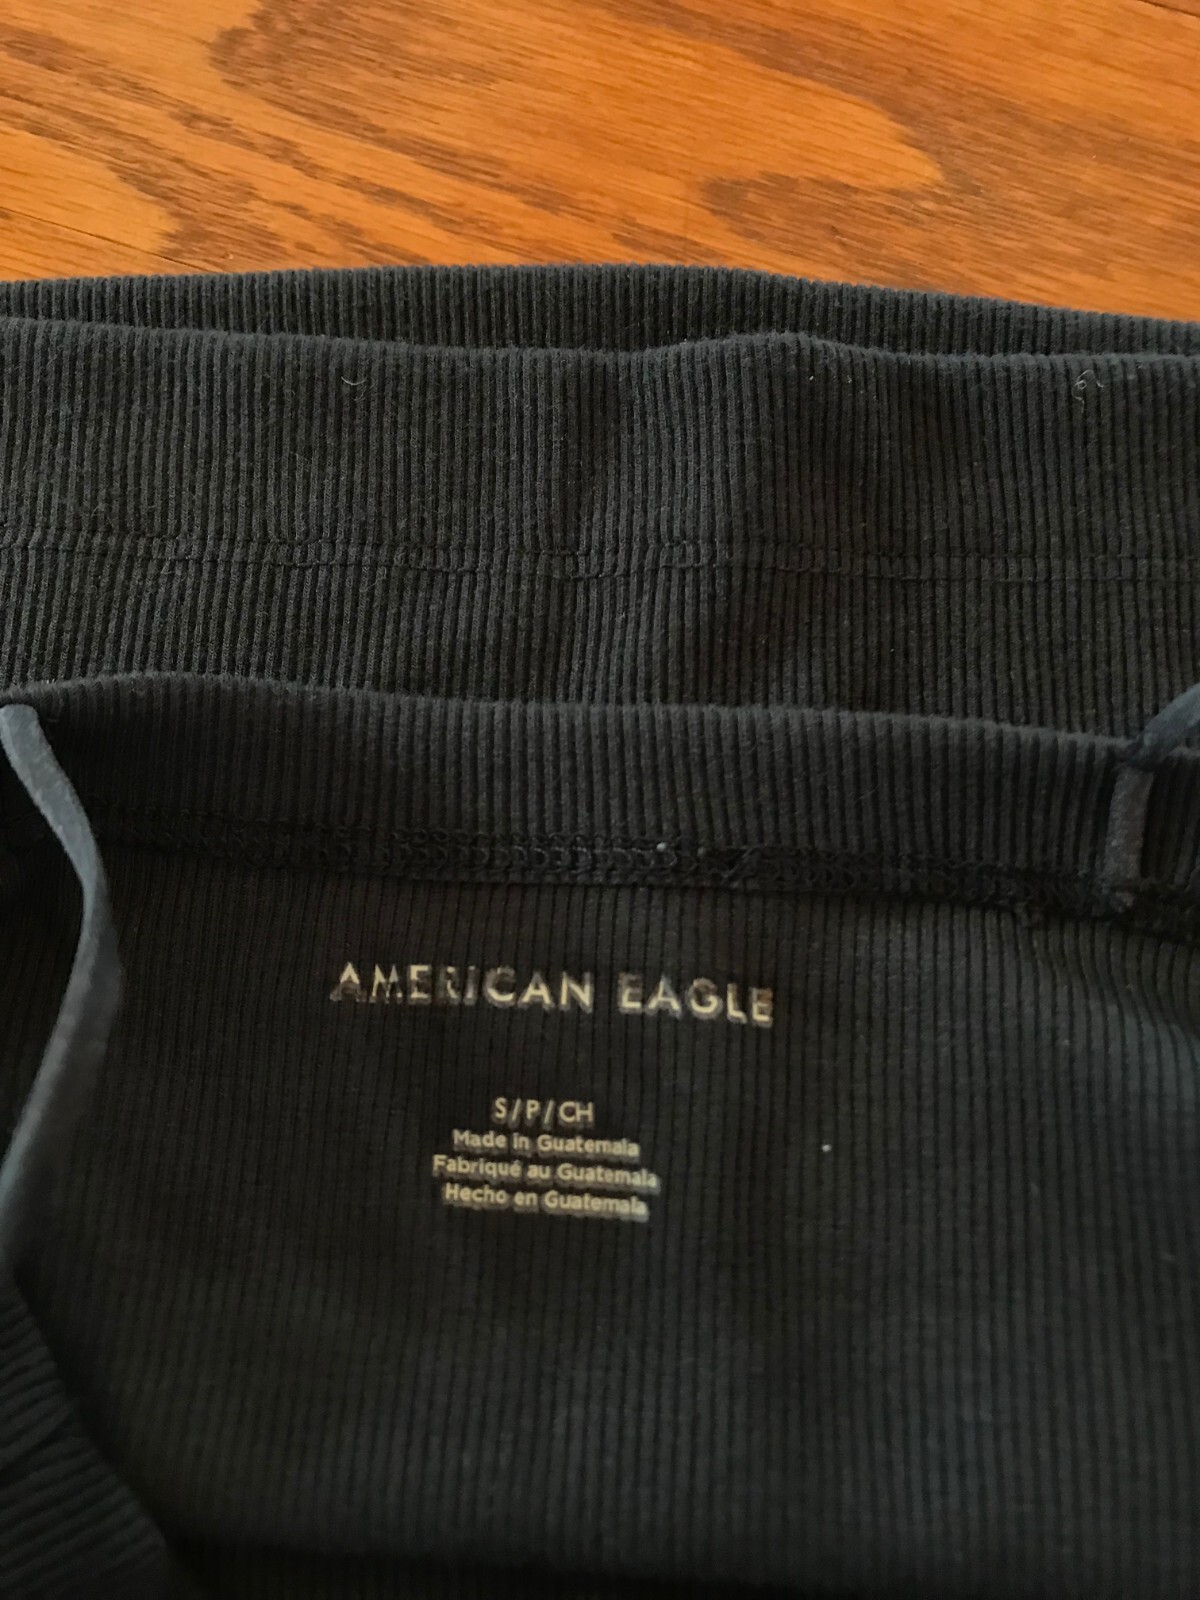 AMERICAN EAGLE
S/P/CH
Made in Guatemala
Fabriqué au Guatemala
Hecho en Guatemala